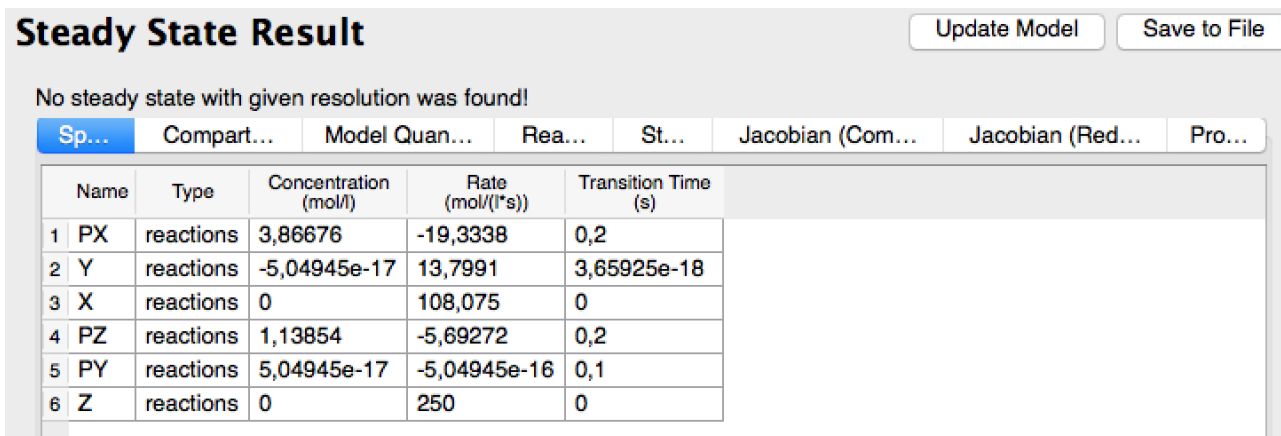 Steady State Result
Update Model
Save to File
No steady state with given resolution was found!
Sp... Compart... Model Quan... Rea... St... Jacobian (Com... Jacobian (Red... Pro...
Name Type Concentration (mol/l) Rate (mol/(l*s)) Transition Time (s)
1 PX reactions 3,86676 -19,3338 0,2
2 Y reactions -5,04945e-17 13,7991 3,65925e-18
3 X reactions 0 108,075 0
4 PZ reactions 1,13854 -5,69272 0,2
5 PY reactions 5,04945e-17 -5,04945e-16 0,1
6 Z reactions 0 250 0